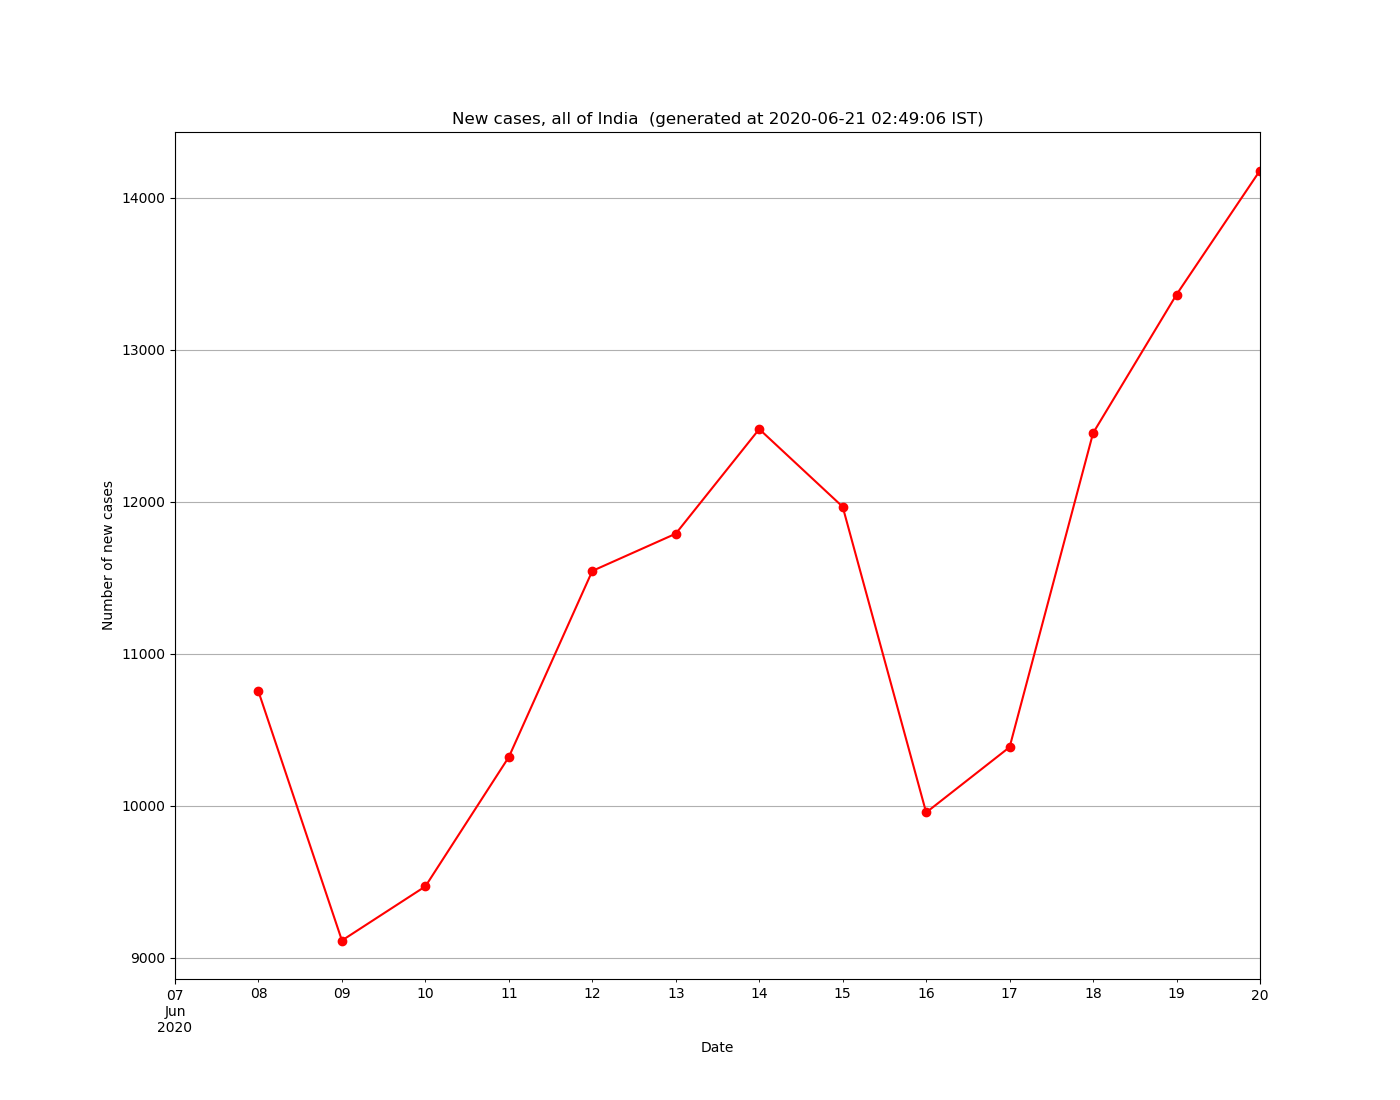 New cases, all of India  (generated at 2020-06-21 02:49:06 IST)
14000
13000
12000
11000
10000
9000
Number of new cases
07 08 09 10 11 12 13 14 15 16 17 18 19 20
Jun
2020
Date